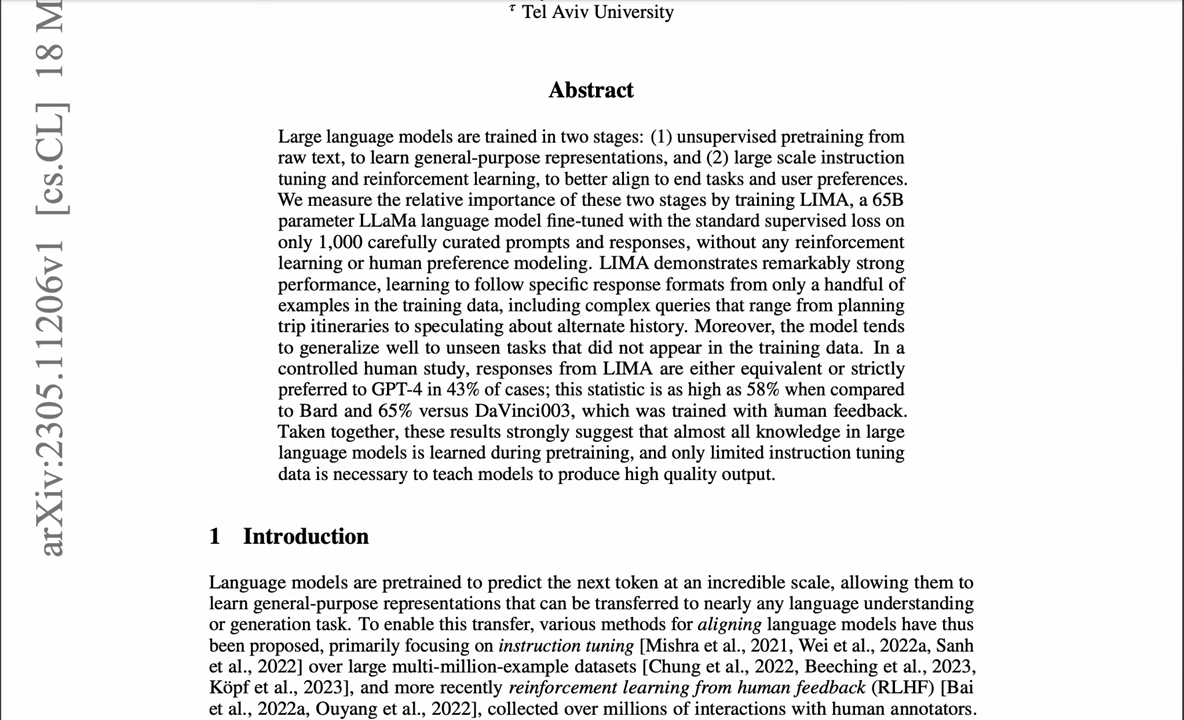 τ Tel Aviv University
arXiv:2305.11206v1 [cs.CL] 18 M
Abstract
Large language models are trained in two stages: (1) unsupervised pretraining from
raw text, to learn general-purpose representations, and (2) large scale instruction
tuning and reinforcement learning, to better align to end tasks and user preferences.
We measure the relative importance of these two stages by training LIMA, a 65B
parameter LLaMa language model fine-tuned with the standard supervised loss on
only 1,000 carefully curated prompts and responses, without any reinforcement
learning or human preference modeling. LIMA demonstrates remarkably strong
performance, learning to follow specific response formats from only a handful of
examples in the training data, including complex queries that range from planning
trip itineraries to speculating about alternate history. Moreover, the model tends
to generalize well to unseen tasks that did not appear in the training data. In a
controlled human study, responses from LIMA are either equivalent or strictly
preferred to GPT-4 in 43% of cases; this statistic is as high as 58% when compared
to Bard and 65% versus DaVinci003, which was trained with human feedback.
Taken together, these results strongly suggest that almost all knowledge in large
language models is learned during pretraining, and only limited instruction tuning
data is necessary to teach models to produce high quality output.
1 Introduction
Language models are pretrained to predict the next token at an incredible scale, allowing them to
learn general-purpose representations that can be transferred to nearly any language understanding
or generation task. To enable this transfer, various methods for aligning language models have thus
been proposed, primarily focusing on instruction tuning [Mishra et al., 2021, Wei et al., 2022a, Sanh
et al., 2022] over large multi-million-example datasets [Chung et al., 2022, Beeching et al., 2023,
Köpf et al., 2023], and more recently reinforcement learning from human feedback (RLHF) [Bai
et al., 2022a, Ouyang et al., 2022], collected over millions of interactions with human annotators.